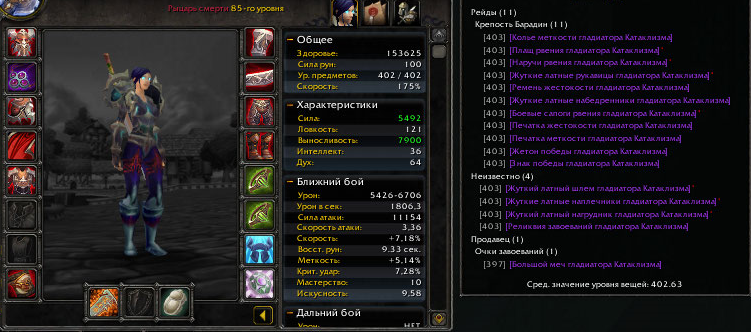 Рыцарь смерти 85-го уровня
Общее
Здоровье: 153625
Сила рун: 100
Ур. предметов: 402 / 402
Скорость: 175%
Характеристики
Сила: 5492
Ловкость: 121
Выносливость: 7900
Интеллект: 36
Дух: 64
Ближний бой
Урон: 5426-6706
Урон в сек: 1806,3
Сила атаки: 11154
Скорость атаки: 3,36
Скорость: +7,18%
Восст. рун: 9.33 сек.
Меткость: +5,14%
Крит. удар: 7,28%
Мастерство: 10
Искусность: 9,58
Дальний бой
Урон: НЕТ
Рейды (11)
Крепость Барадин (11)
[403] [Колье меткости гладиатора Катаклизма]
[403] [Плащ рвения гладиатора Катаклизма]*
[403] [Наручи рвения гладиатора Катаклизма]*
[403] [Жуткие латные рукавицы гладиатора Катаклизма]*
[403] [Ремень жестокости гладиатора Катаклизма]
[403] [Жуткие латные набедренники гладиатора Катаклизма]
[403] [Боевые сапоги рвения гладиатора Катаклизма]*
[403] [Печатка жестокости гладиатора Катаклизма]
[403] [Печатка меткости гладиатора Катаклизма]
[403] [Жетон победы гладиатора Катаклизма]
[403] [Знак победы гладиатора Катаклизма]
Неизвестно (4)
[403] [Жуткий латный шлем гладиатора Катаклизма]*
[403] [Жуткие латные наплечники гладиатора Катаклизма]*
[403] [Жуткий латный нагрудник гладиатора Катаклизма]*
[403] [Реликвия завоеваний гладиатора Катаклизма]
Продавец (1)
Очки завоеваний (1)
[397] [Большой меч гладиатора Катаклизма]
Сред. значение уровня вещей: 402.63